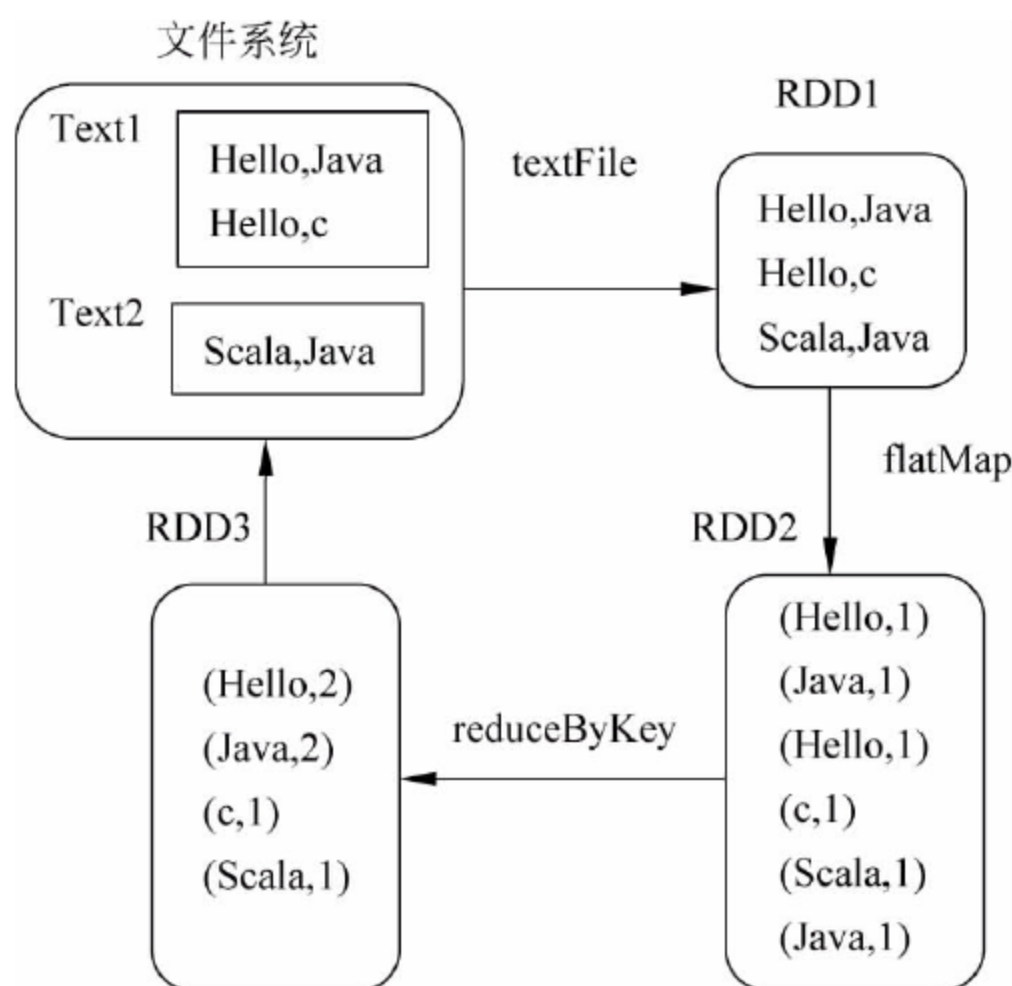 文件系统
Text1
Hello,Java
Hello,c
Text2
Scala,Java
textFile
RDD1
Hello,Java
Hello,c
Scala,Java
flatMap
RDD2
(Hello,1)
(Java,1)
(Hello,1)
(c,1)
(Scala,1)
(Java,1)
reduceByKey
RDD3
(Hello,2)
(Java,2)
(c,1)
(Scala,1)